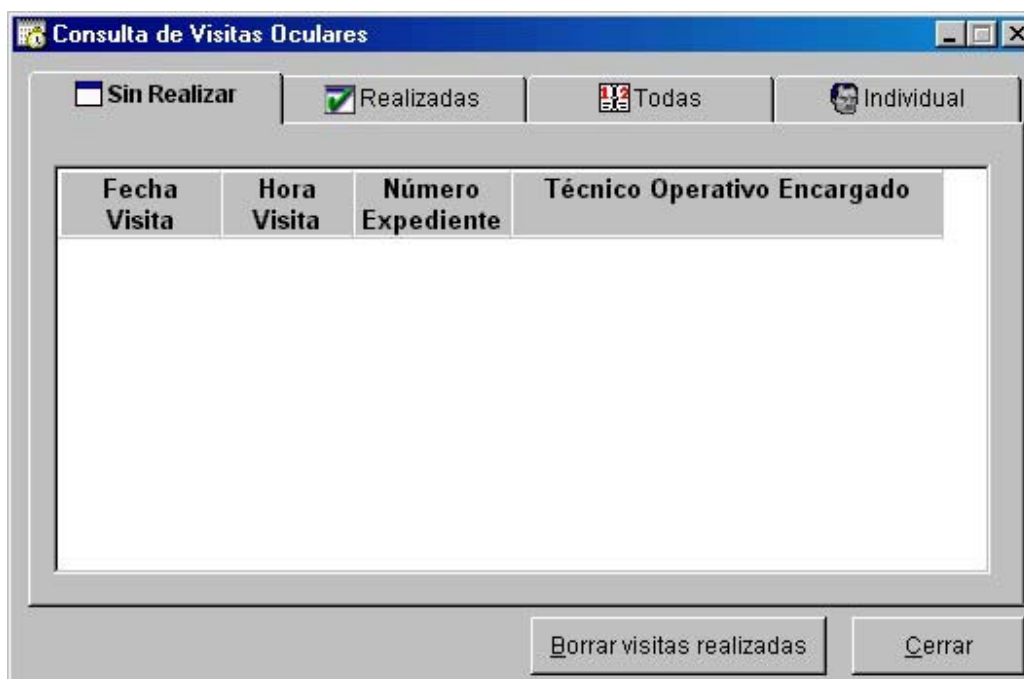 Consulta de Visitas Oculares
Sin Realizar
Realizadas
Todas
Individual
Fecha Visita
Hora Visita
Número Expediente
Técnico Operativo Encargado
Borrar visitas realizadas
Cerrar